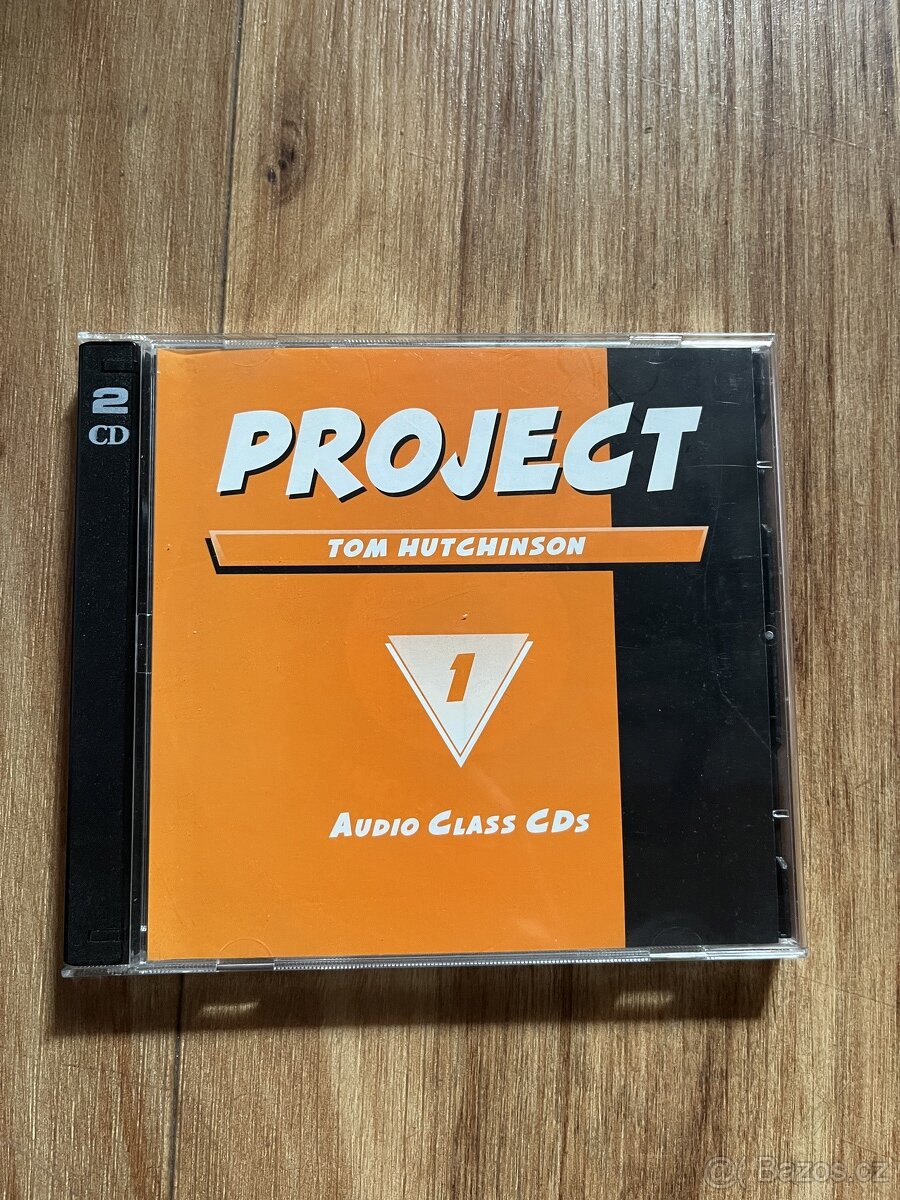 2
CD
PROJECT
TOM HUTCHINSON
1
AUDIO CLASS CDs
Bazos.cz